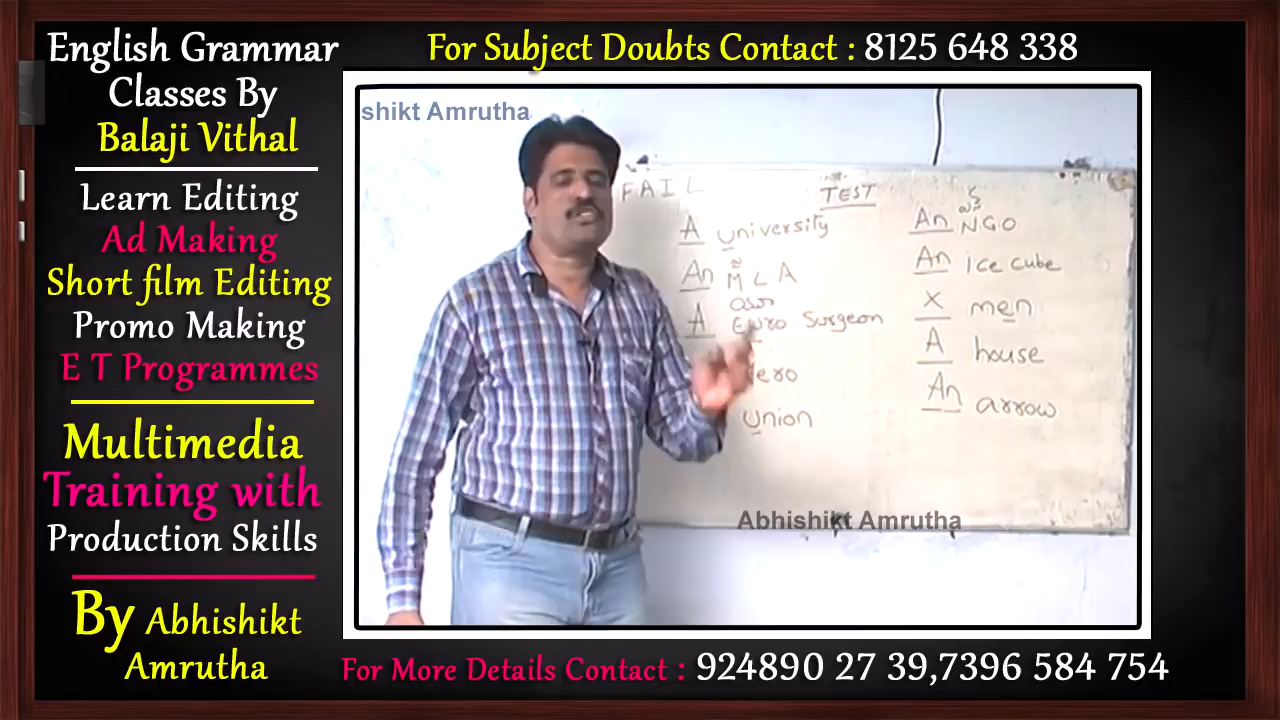 English Grammar
Classes By
Balaji Vithal
Learn Editing
Ad Making
Short film Editing
Promo Making
E T Programmes
Multimedia
Training with
Production Skills
By Abhishikt
Amrutha
For Subject Doubts Contact : 8125 648 338
shikt Amrutha
FAIL
TEST
A University
An MLA
A Euro Surgeon
ero
Union
An NGO
An ice cube
x men
A house
An arrow
Abhishikt Amrutha
For More Details Contact : 924890 27 39,7396 584 754